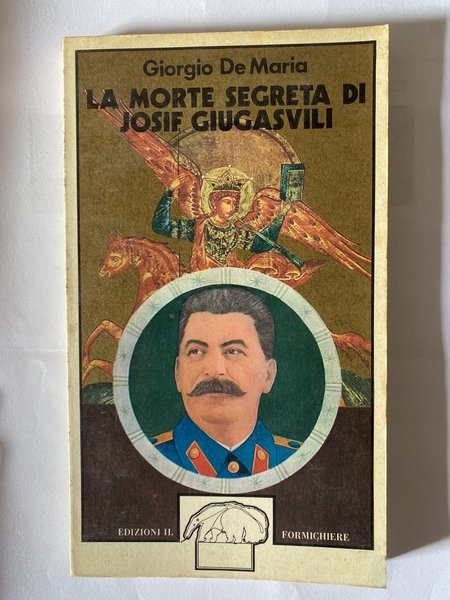 Giorgio De Maria
LA MORTE SEGRETA DI
JOSIF GIUGASVILI
EDIZIONI IL FORMICHIERE